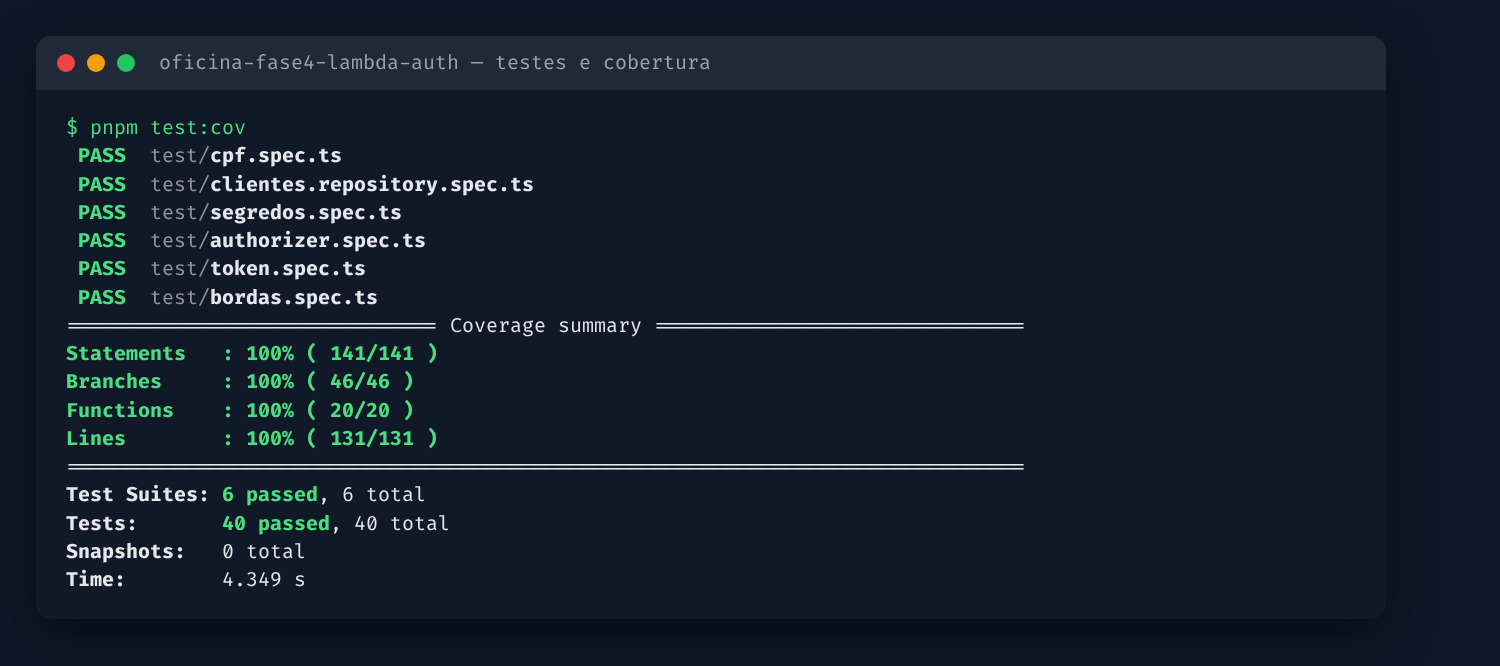 oficina-fase4-lambda-auth — testes e cobertura
$ pnpm test:cov
PASS  test/cpf.spec.ts
PASS  test/clientes.repository.spec.ts
PASS  test/segredos.spec.ts
PASS  test/authorizer.spec.ts
PASS  test/token.spec.ts
PASS  test/bordas.spec.ts
=============================== Coverage summary ===============================
Statements   : 100% ( 141/141 )
Branches     : 100% ( 46/46 )
Functions    : 100% ( 20/20 )
Lines        : 100% ( 131/131 )
================================================================================
Test Suites: 6 passed, 6 total
Tests:       40 passed, 40 total
Snapshots:   0 total
Time:        4.349 s